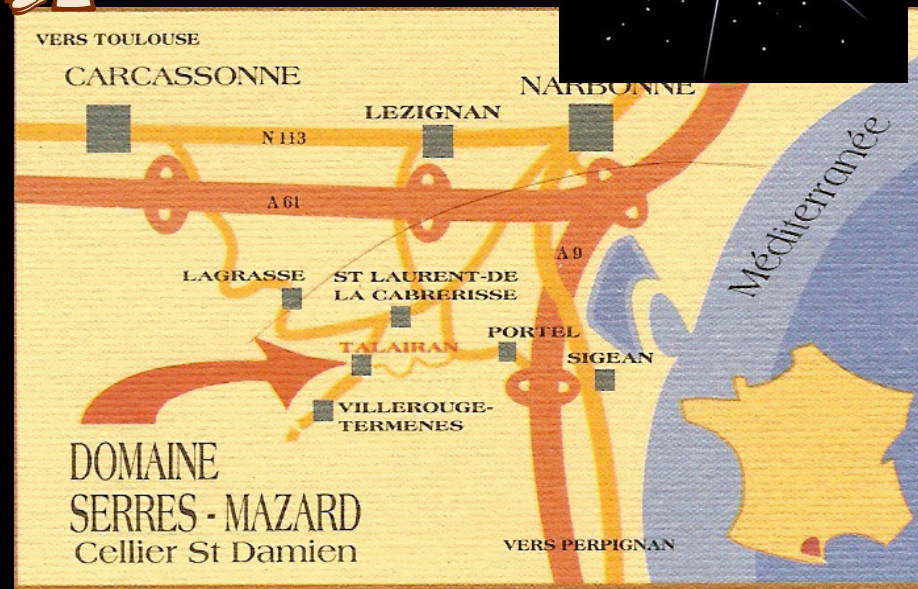 VERS TOULOUSE
CARCASSONNE
NARBONNE
LEZIGNAN
N 113
A 61
Méditerranée
A 9
LAGRASSE
ST LAURENT-DE
LA CABRERISSE
PORTEL
TALAIRAN
SIGEAN
VILLEROUGE-
TERMENES
DOMAINE
SERRES - MAZARD
Cellier St Damien
VERS PERPIGNAN